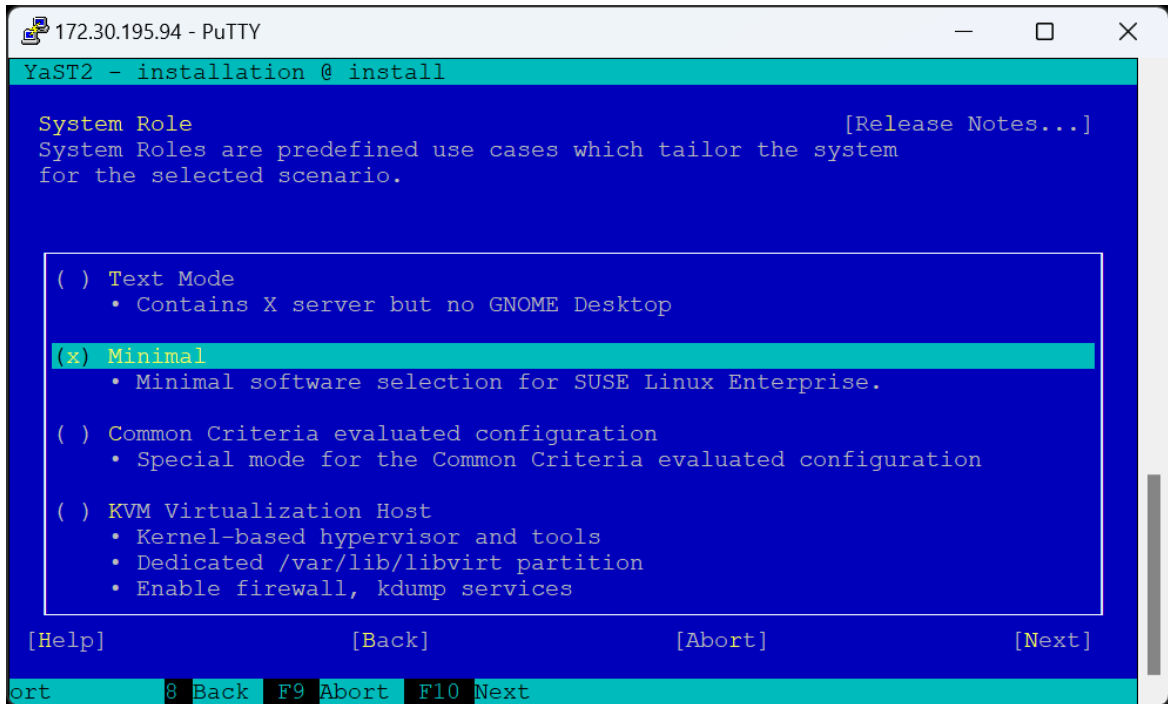 172.30.195.94 - PuTTY
YaST2 - installation @ install
System Role [Release Notes...]
System Roles are predefined use cases which tailor the system
for the selected scenario.
( ) Text Mode
• Contains X server but no GNOME Desktop
(x) Minimal
• Minimal software selection for SUSE Linux Enterprise.
( ) Common Criteria evaluated configuration
• Special mode for the Common Criteria evaluated configuration
( ) KVM Virtualization Host
• Kernel-based hypervisor and tools
• Dedicated /var/lib/libvirt partition
• Enable firewall, kdump services
[Help] [Back] [Abort] [Next]
ort 8 Back F9 Abort F10 Next